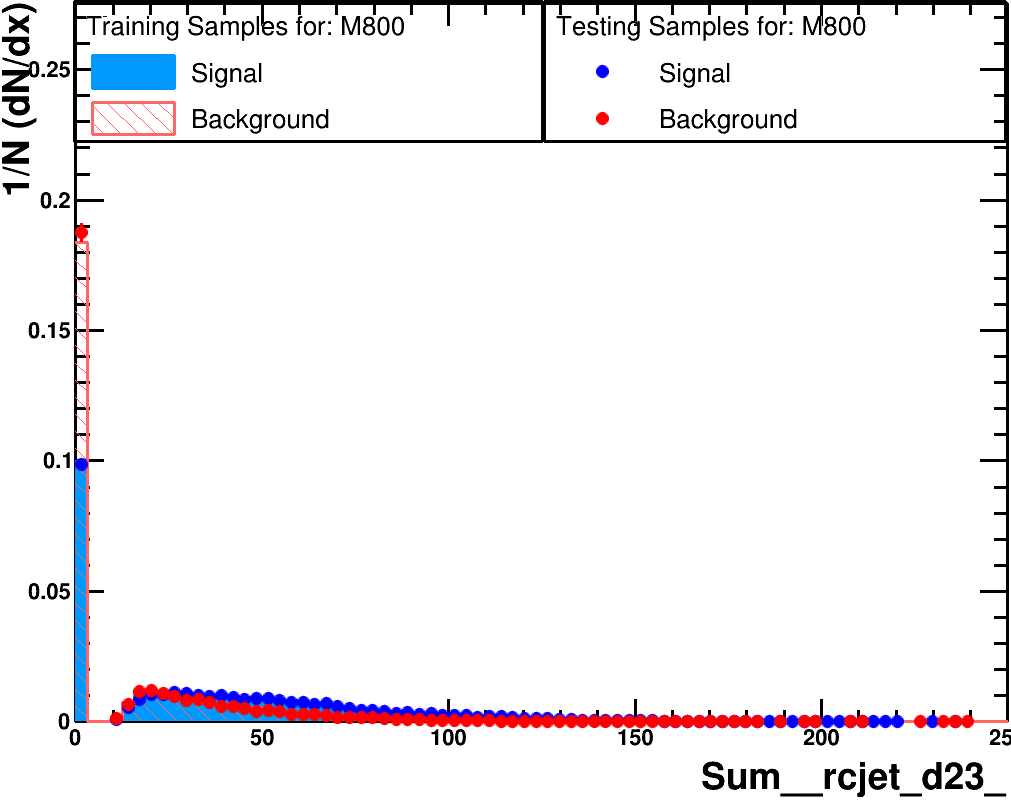 Training Samples for: M800
Signal
Background
Testing Samples for: M800
Signal
Background
1/N (dN/dx)
0.25
0.2
0.15
0.1
0.05
0
0 50 100 150 200 25
Sum__rcjet_d23_